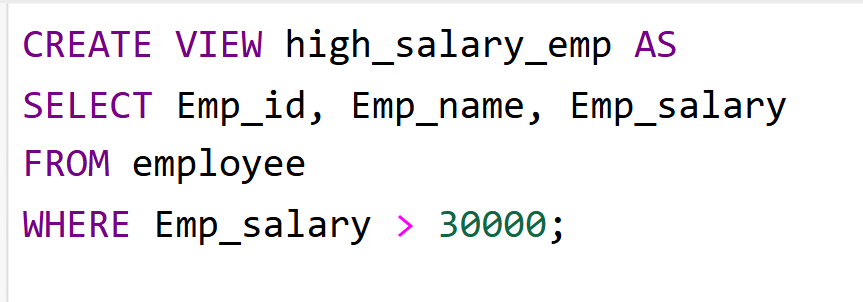 CREATE VIEW high_salary_emp AS
SELECT Emp_id, Emp_name, Emp_salary
FROM employee
WHERE Emp_salary > 30000;